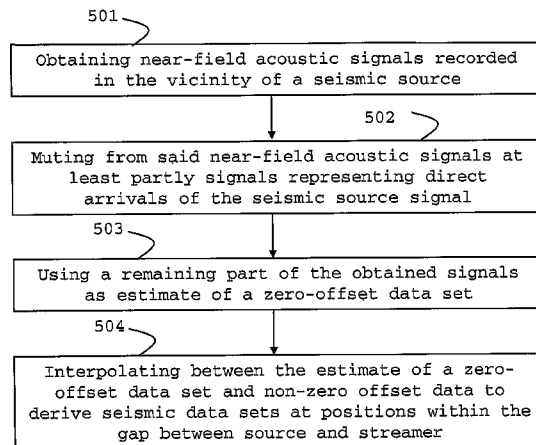 501
Obtaining near-field acoustic signals recorded
in the vicinity of a seismic source
502
Muting from said near-field acoustic signals at
least partly signals representing direct
arrivals of the seismic source signal
503
Using a remaining part of the obtained signals
as estimate of a zero-offset data set
504
Interpolating between the estimate of a zero-
offset data set and non-zero offset data to
derive seismic data sets at positions within the
gap between source and streamer